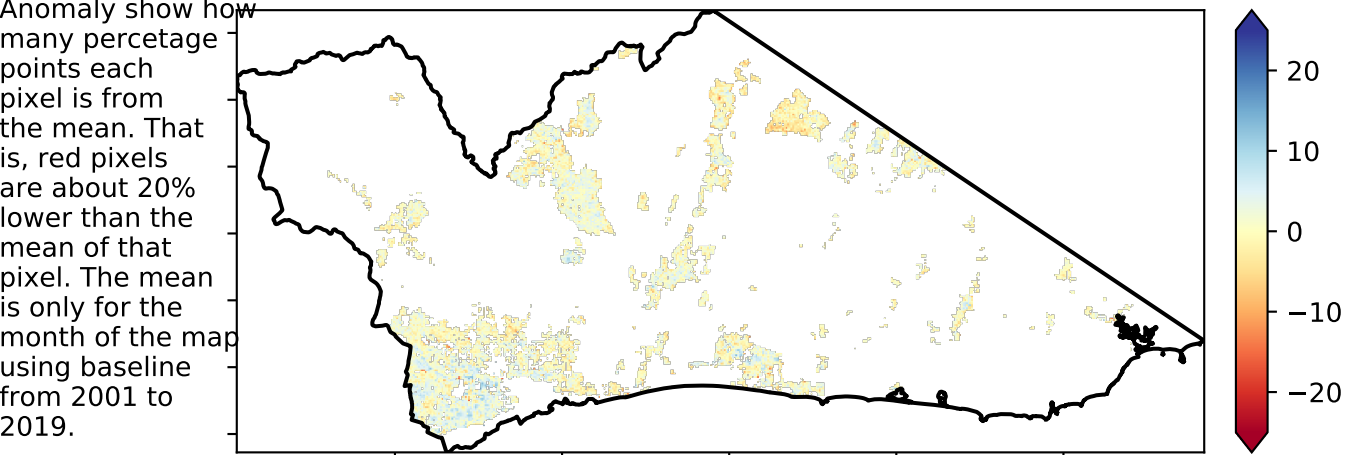 Anomaly show how
many percetage
points each
pixel is from
the mean. That
is, red pixels
are about 20%
lower than the
mean of that
pixel. The mean
is only for the
month of the map
using baseline
from 2001 to
2019.
20
10
0
−10
−20